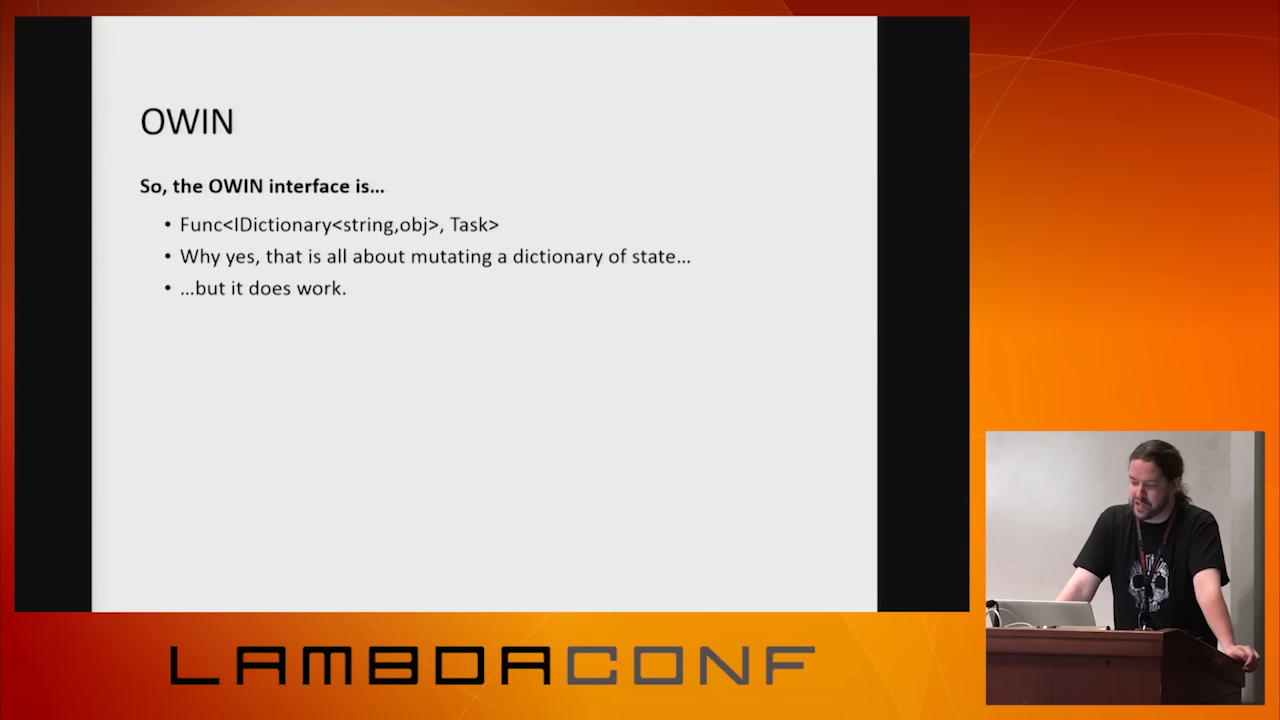 OWIN
So, the OWIN interface is...
• Func<IDictionary<string,obj>, Task>
• Why yes, that is all about mutating a dictionary of state...
• ...but it does work.
LAMBDACONF